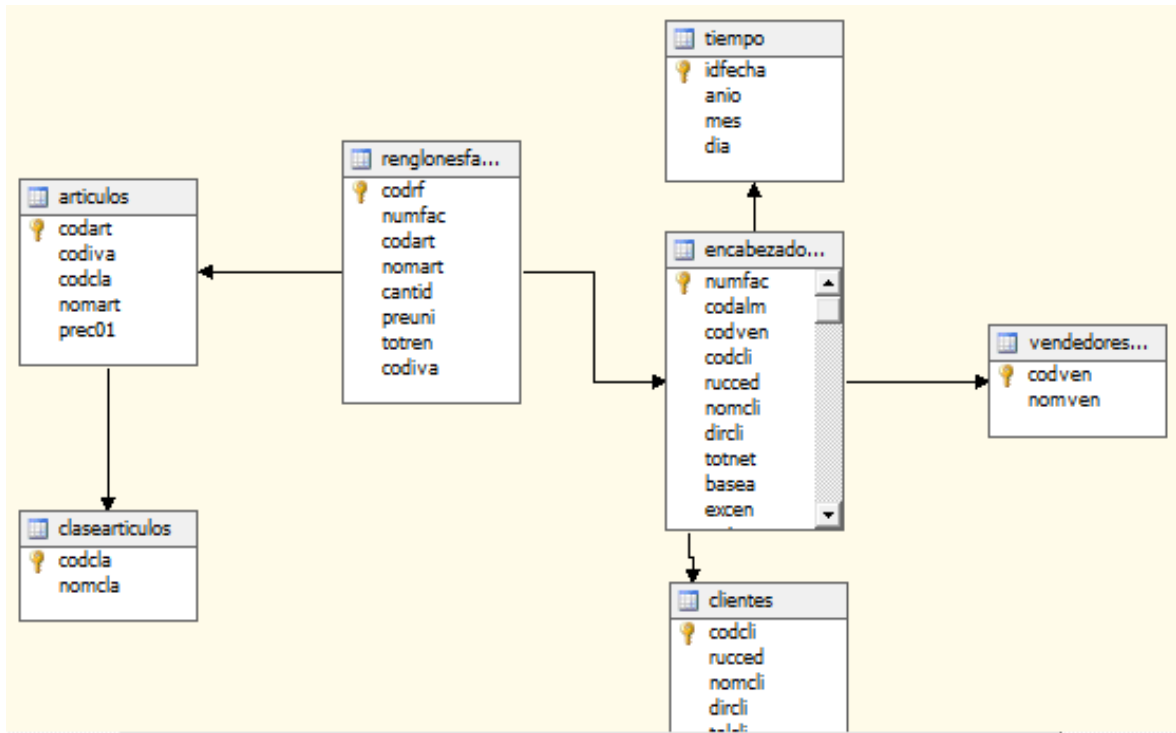 tiempo
idfecha
anio
mes
dia
renglonesfa...
codrf
numfac
codart
nomart
cantid
preuni
totren
codiva
articulos
codart
codiva
codcla
nomart
prec01
encabezado...
numfac
codalm
codven
codcli
rucced
nomcli
dircli
totnet
basea
excen
vendedores...
codven
nomven
clasearticulos
codcla
nomcla
clientes
codcli
rucced
nomcli
dircli